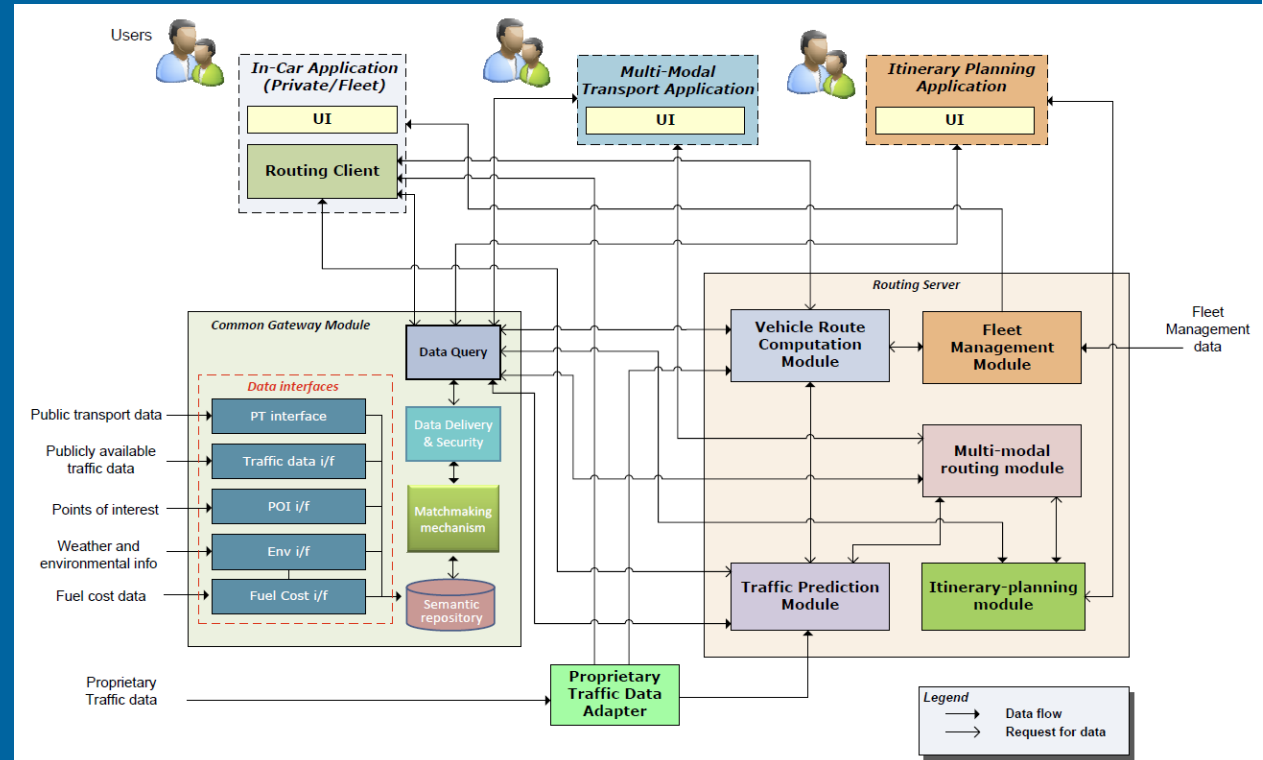 Users
In-Car Application
(Private/Fleet)
UI
Routing Client
Multi-Modal
Transport Application
UI
Itinerary Planning
Application
UI
Common Gateway Module
Data interfaces
PT interface
Traffic data i/f
POI i/f
Env i/f
Fuel Cost i/f
Data Query
Data Delivery
& Security
Matchmaking
mechanism
Semantic
repository
Public transport data
Publicly available
traffic data
Points of interest
Weather and
environmental info
Fuel cost data
Proprietary
Traffic data
Proprietary
Traffic Data
Adapter
Routing Server
Vehicle Route
Computation
Module
Fleet
Management
Module
Multi-modal
routing module
Traffic Prediction
Module
Itinerary-planning
module
Fleet
Management
data
Legend
Data flow
Request for data